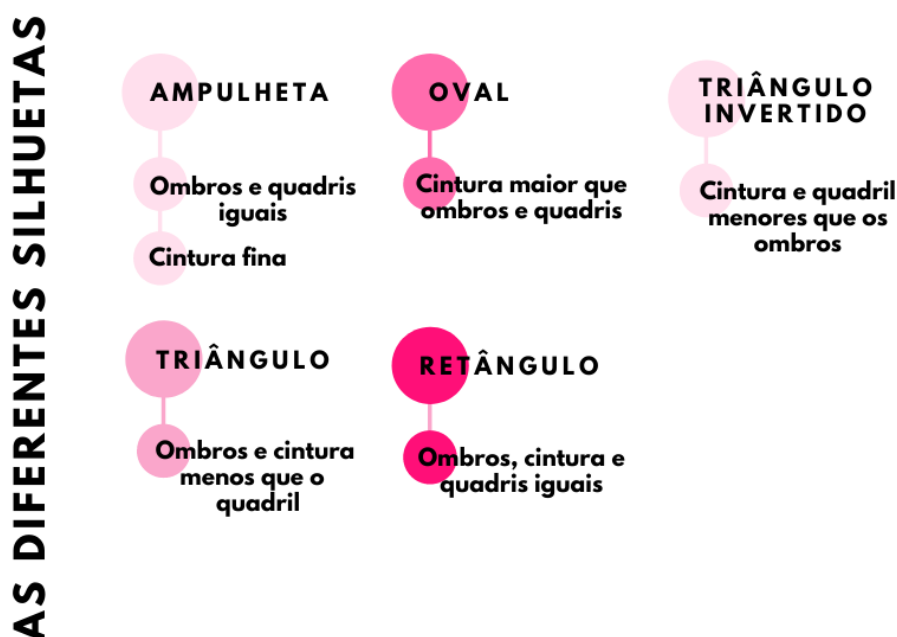 AS DIFERENTES SILHUETAS
AMPULHETA
Ombros e quadris
iguais
Cintura fina
OVAL
Cintura maior que
ombros e quadris
TRIÂNGULO
INVERTIDO
Cintura e quadril
menores que os
ombros
TRIÂNGULO
Ombros e cintura
menos que o
quadril
RETÂNGULO
Ombros, cintura e
quadris iguais